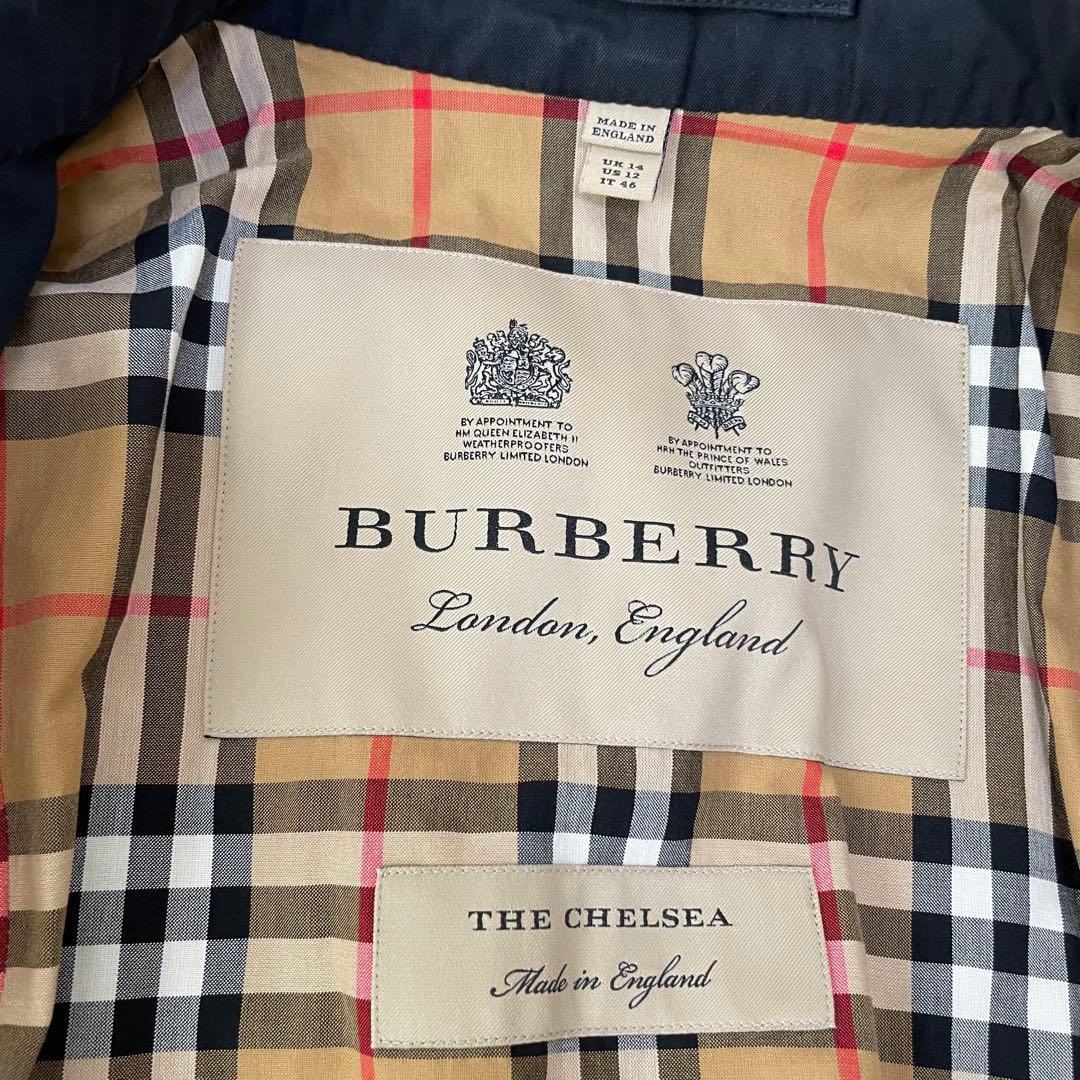 MADE IN
ENGLAND
UK 14
US 12
IT 46
BY APPOINTMENT TO
HM QUEEN ELIZABETH II
WEATHERPROOFERS
BURBERRY LIMITED LONDON
BY APPOINTMENT TO
HRH THE PRINCE OF WALES
OUTFITTERS
BURBERRY LIMITED LONDON
BURBERRY
London, England
THE CHELSEA
Made in England